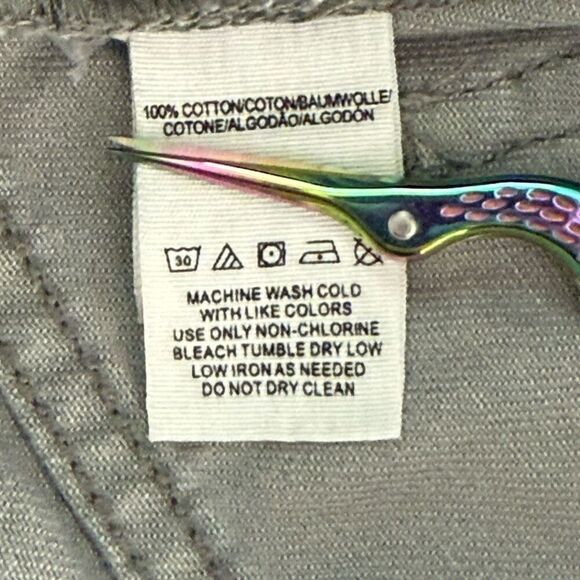 100% COTTON/COTON/BAUMWOLLE/
COTONE/ALGODÃO/ALGODÓN
30
MACHINE WASH COLD
WITH LIKE COLORS
USE ONLY NON-CHLORINE
BLEACH TUMBLE DRY LOW
LOW IRON AS NEEDED
DO NOT DRY CLEAN